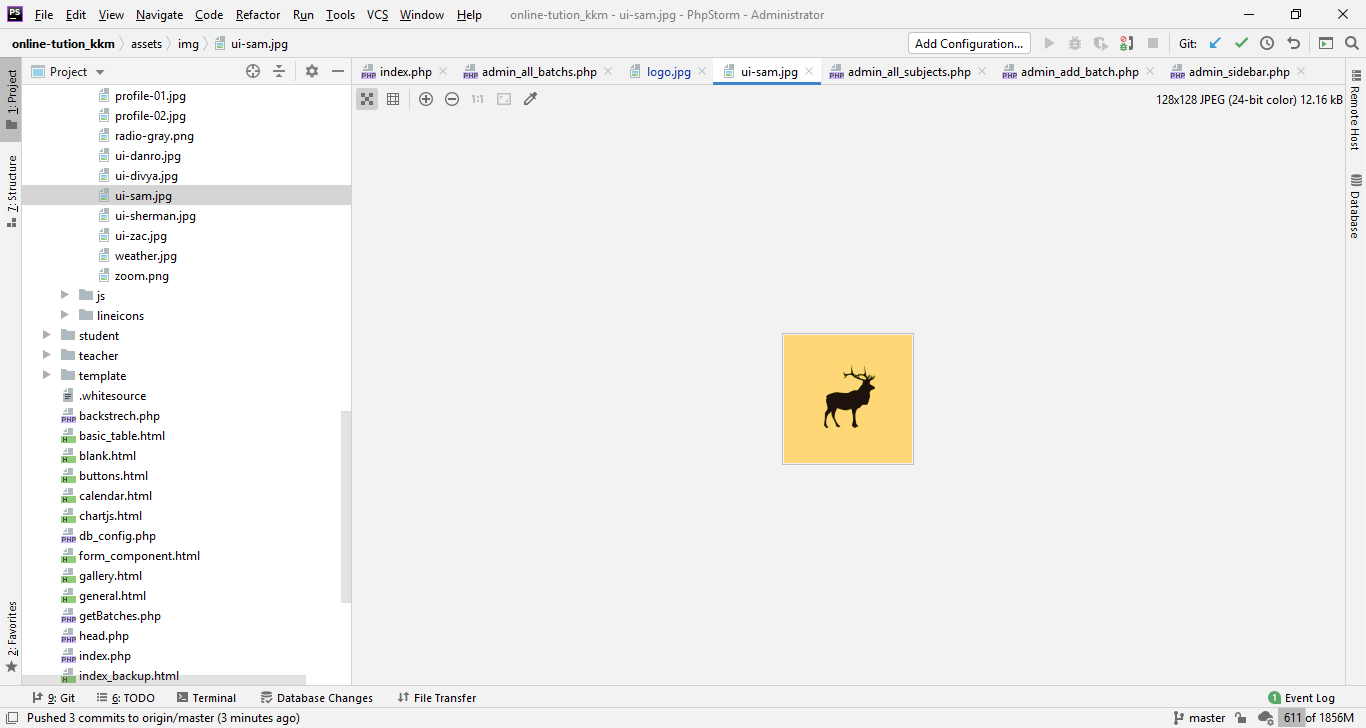 File Edit View Navigate Code Refactor Run Tools VCS Window Help online-tution_kkm - ui-sam.jpg - PhpStorm - Administrator
online-tution_kkm assets img ui-sam.jpg Add Configuration... Git:
1: Project
7: Structure
2: Favorites
Project
index.php admin_all_batchs.php logo.jpg ui-sam.jpg admin_all_subjects.php admin_add_batch.php admin_sidebar.php
1:1 128x128 JPEG (24-bit color) 12.16 kB
profile-01.jpg
profile-02.jpg
radio-gray.png
ui-danro.jpg
ui-divya.jpg
ui-sam.jpg
ui-sherman.jpg
ui-zac.jpg
weather.jpg
zoom.png
js
lineicons
student
teacher
template
.whitesource
backstrech.php
basic_table.html
blank.html
buttons.html
calendar.html
chartjs.html
db_config.php
form_component.html
gallery.html
general.html
getBatches.php
head.php
index.php
index_backup.html
Remote Host
Database
9: Git 6: TODO Terminal Database Changes File Transfer 1 Event Log
Pushed 3 commits to origin/master (3 minutes ago) master 611 of 1856M